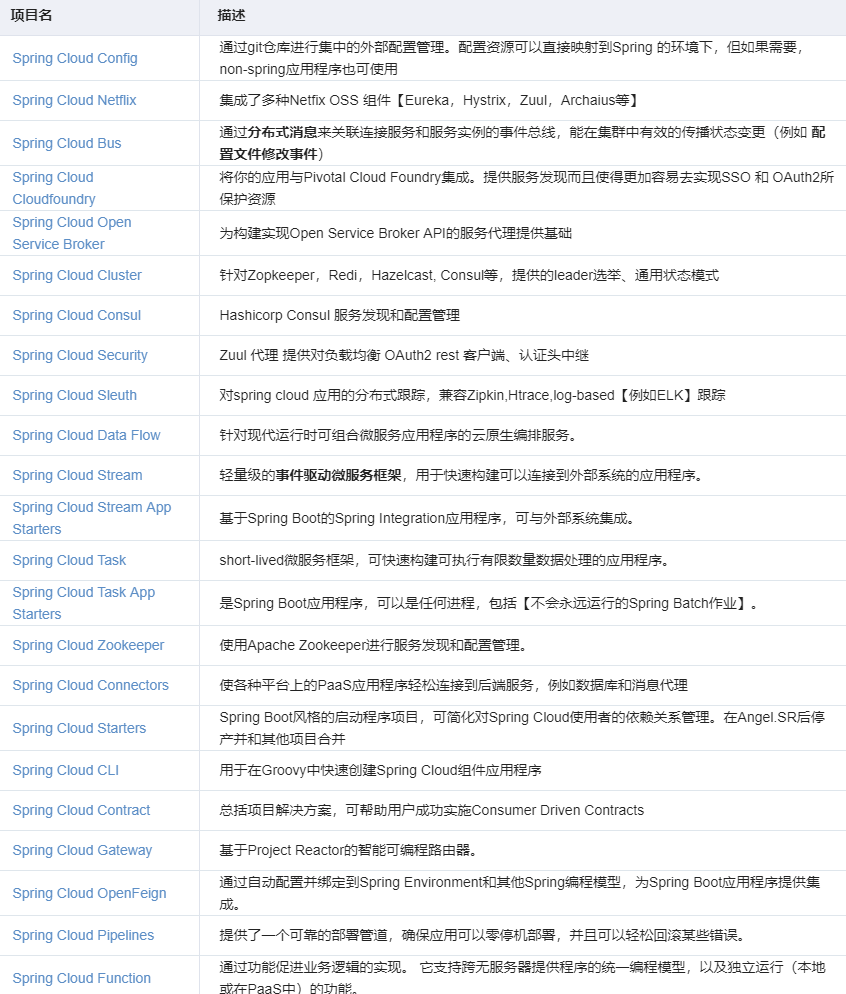 项目名 描述
Spring Cloud Config 通过git仓库进行集中的外部配置管理。配置资源可以直接映射到Spring 的环境下，但如果需要，
non-spring应用程序也可使用
Spring Cloud Netflix 集成了多种Netfix OSS 组件【Eureka，Hystrix，Zuul，Archaius等】
Spring Cloud Bus 通过分布式消息来关联连接服务和服务实例的事件总线，能在集群中有效的传播状态变更（例如 配
置文件修改事件）
Spring Cloud
Cloudfoundry
将你的应用与Pivotal Cloud Foundry集成。提供服务发现而且使得更加容易去实现SSO 和 OAuth2所
保护资源
Spring Cloud Open
Service Broker
为构建实现Open Service Broker API的服务代理提供基础
Spring Cloud Cluster 针对Zopkeeper，Redi，Hazelcast, Consul等，提供的leader选举、通用状态模式
Spring Cloud Consul Hashicorp Consul 服务发现和配置管理
Spring Cloud Security Zuul 代理 提供对负载均衡 OAuth2 rest 客户端、认证头中继
Spring Cloud Sleuth 对spring cloud 应用的分布式跟踪，兼容Zipkin,Htrace,log-based【例如ELK】跟踪
Spring Cloud Data Flow 针对现代运行时可组合微服务应用程序的云原生编排服务。
Spring Cloud Stream 轻量级的事件驱动微服务框架，用于快速构建可以连接到外部系统的应用程序。
Spring Cloud Stream App
Starters
基于Spring Boot的Spring Integration应用程序，可与外部系统集成。
Spring Cloud Task short-lived微服务框架，可快速构建可执行有限数量数据处理的应用程序。
Spring Cloud Task App
Starters
是Spring Boot应用程序，可以是任何进程，包括【不会永远运行的Spring Batch作业】。
Spring Cloud Zookeeper 使用Apache Zookeeper进行服务发现和配置管理。
Spring Cloud Connectors 使各种平台上的PaaS应用程序轻松连接到后端服务，例如数据库和消息代理
Spring Cloud Starters Spring Boot风格的启动程序项目，可简化对Spring Cloud使用者的依赖关系管理。在Angel.SR后停
产并和其他项目合并
Spring Cloud CLI 用于在Groovy中快速创建Spring Cloud组件应用程序
Spring Cloud Contract 总括项目解决方案，可帮助用户成功实施Consumer Driven Contracts
Spring Cloud Gateway 基于Project Reactor的智能可编程路由器。
Spring Cloud OpenFeign 通过自动配置并绑定到Spring Environment和其他Spring编程模型，为Spring Boot应用程序提供集
成。
Spring Cloud Pipelines 提供了一个可靠的部署管道，确保应用可以零停机部署，并且可以轻松回滚某些错误。
Spring Cloud Function 通过功能促进业务逻辑的实现。 它支持跨无服务器提供程序的统一编程模型，以及独立运行（本地
或在PaaS中）的功能。